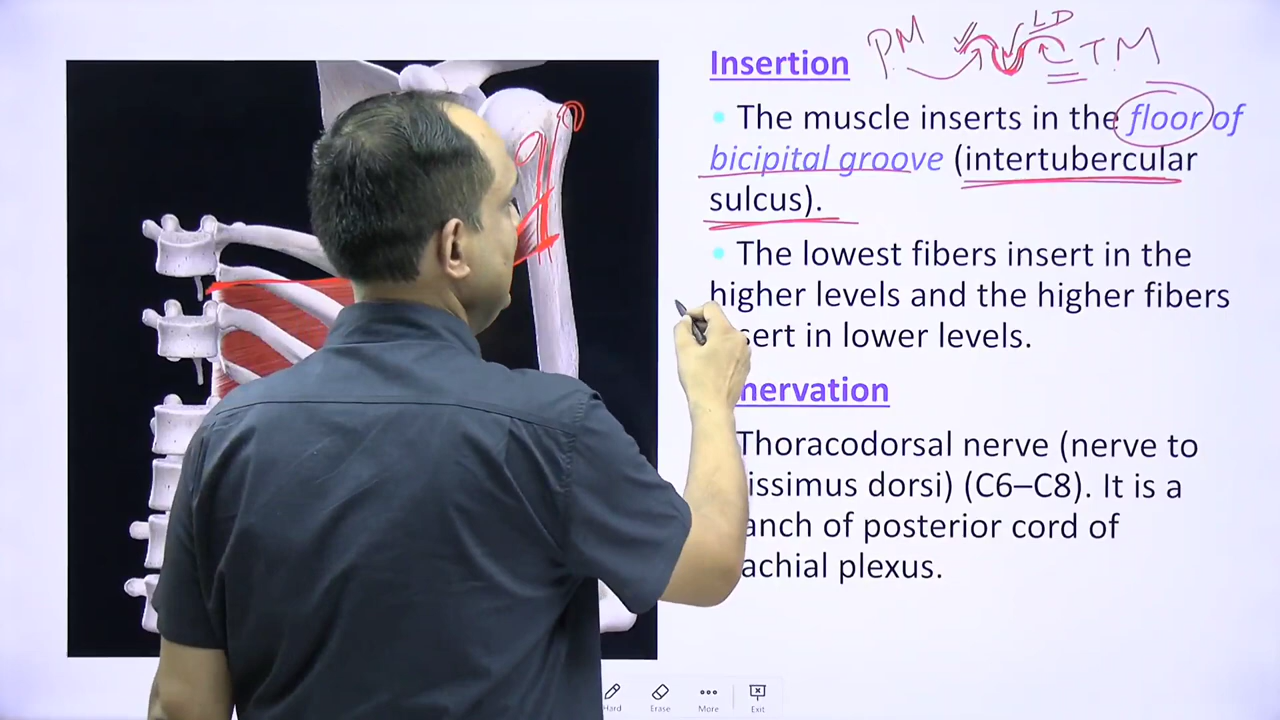 Insertion PM LD TM
The muscle inserts in the floor of
bicipital groove (intertubercular
sulcus).
The lowest fibers insert in the
higher levels and the higher fibers
sert in lower levels.
nervation
Thoracodorsal nerve (nerve to
issimus dorsi) (C6–C8). It is a
anch of posterior cord of
achial plexus.
Hard Erase More Exit